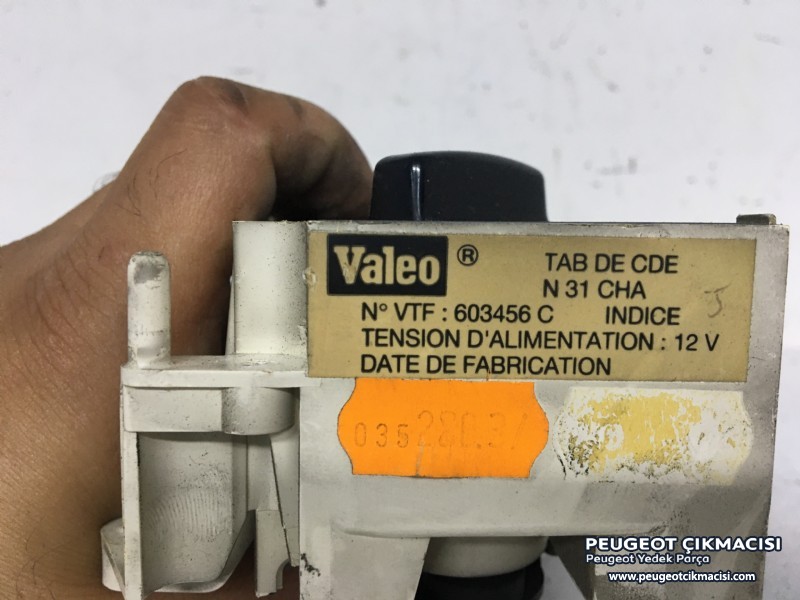 Valeo ® TAB DE CDE
N 31 CHA
N° VTF : 603456 C INDICE J
TENSION D'ALIMENTATION : 12 V
DATE DE FABRICATION
035
PEUGEOT ÇIKMACISI
Peugeot Yedek Parça
www.peugeotcikmacisi.com